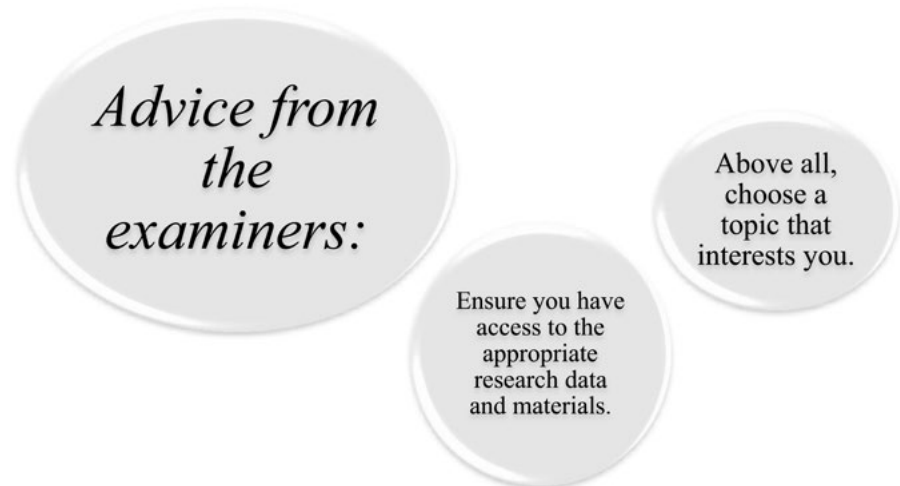 Advice from
the
examiners:
Ensure you have
access to the
appropriate
research data
and materials.
Above all,
choose a
topic that
interests you.